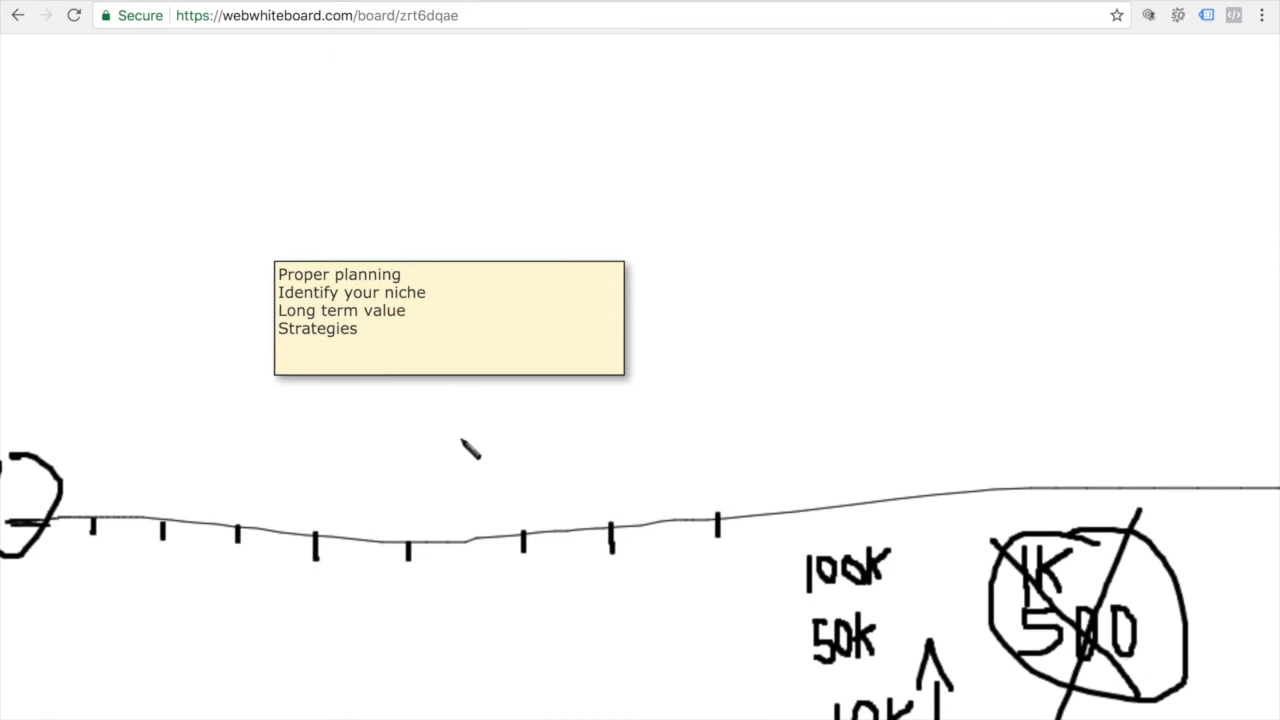 Secure https://webwhiteboard.com/board/zrt6dqae
Proper planning
Identify your niche
Long term value
Strategies
100K
50K
10K
1K
500